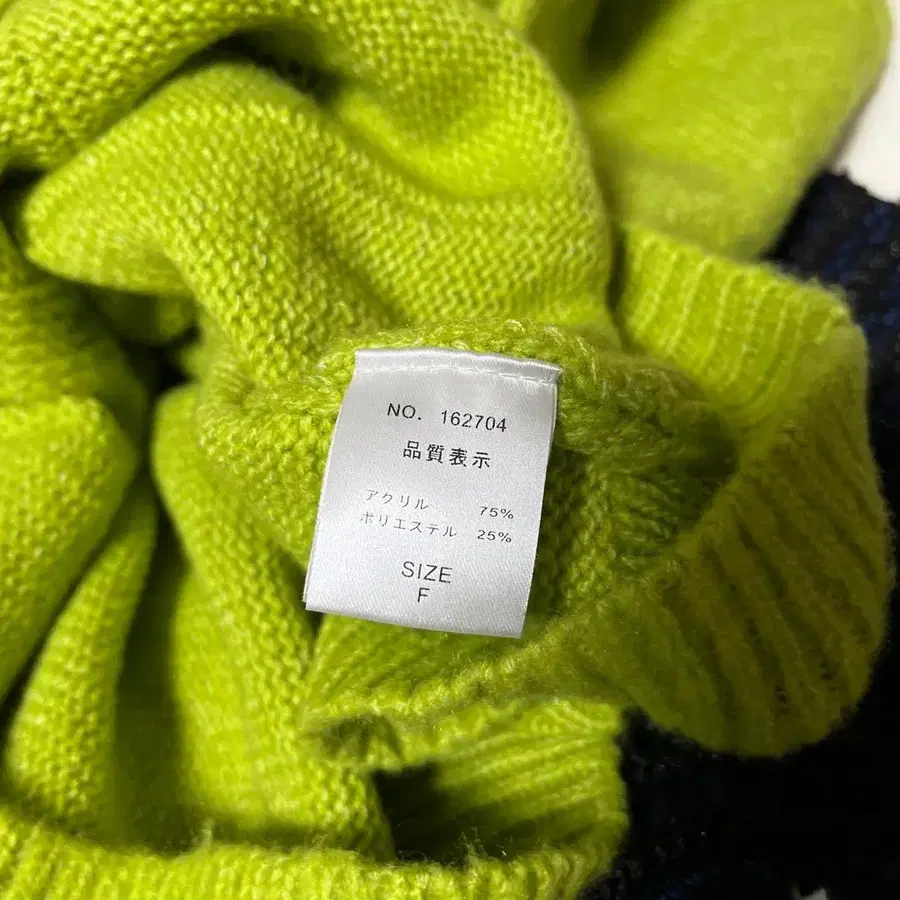 NO. 162704
品質表示
アクリル 75%
ポリエステル 25%
SIZE
F